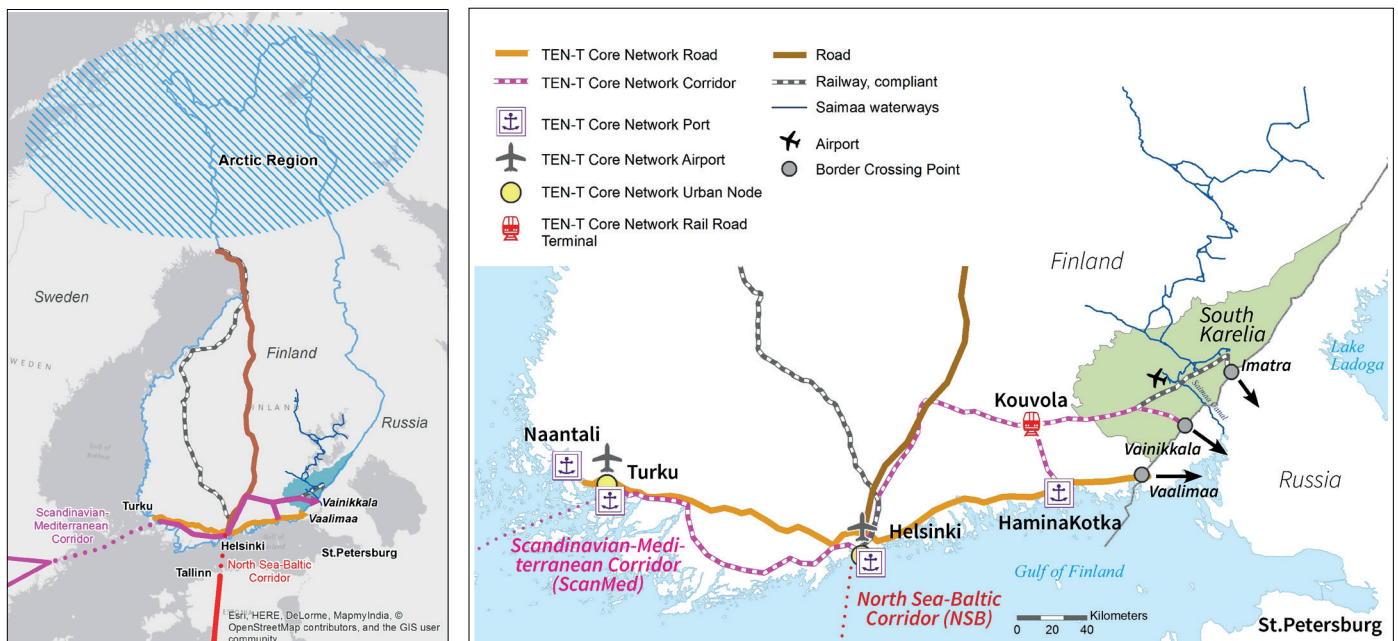 Arctic Region
Sweden
Finland
WEDEN
INLAN
Russia
Turku
Vainikkala
Vaalimaa
Scandinavian-
Mediterranean
Corridor
Helsinki
St.Petersburg
Tallinn
North Sea-Baltic
Corridor
Esri, HERE, DeLorme, MapmyIndia, ©
OpenStreetMap contributors, and the GIS user
community
TEN-T Core Network Road
TEN-T Core Network Corridor
TEN-T Core Network Port
TEN-T Core Network Airport
TEN-T Core Network Urban Node
TEN-T Core Network Rail Road
Terminal
Road
Railway, compliant
Saimaa waterways
Airport
Border Crossing Point
Finland
South
Karelia
Lake
Ladoga
Imatra
Saimaa Canal
Kouvola
Naantali
Turku
Vainikkala
Russia
Vaalimaa
HaminaKotka
Helsinki
Scandinavian-Medi-
terranean Corridor
(ScanMed)
Gulf of Finland
North Sea-Baltic
Corridor (NSB)
Kilometers
0 20 40
St.Petersburg